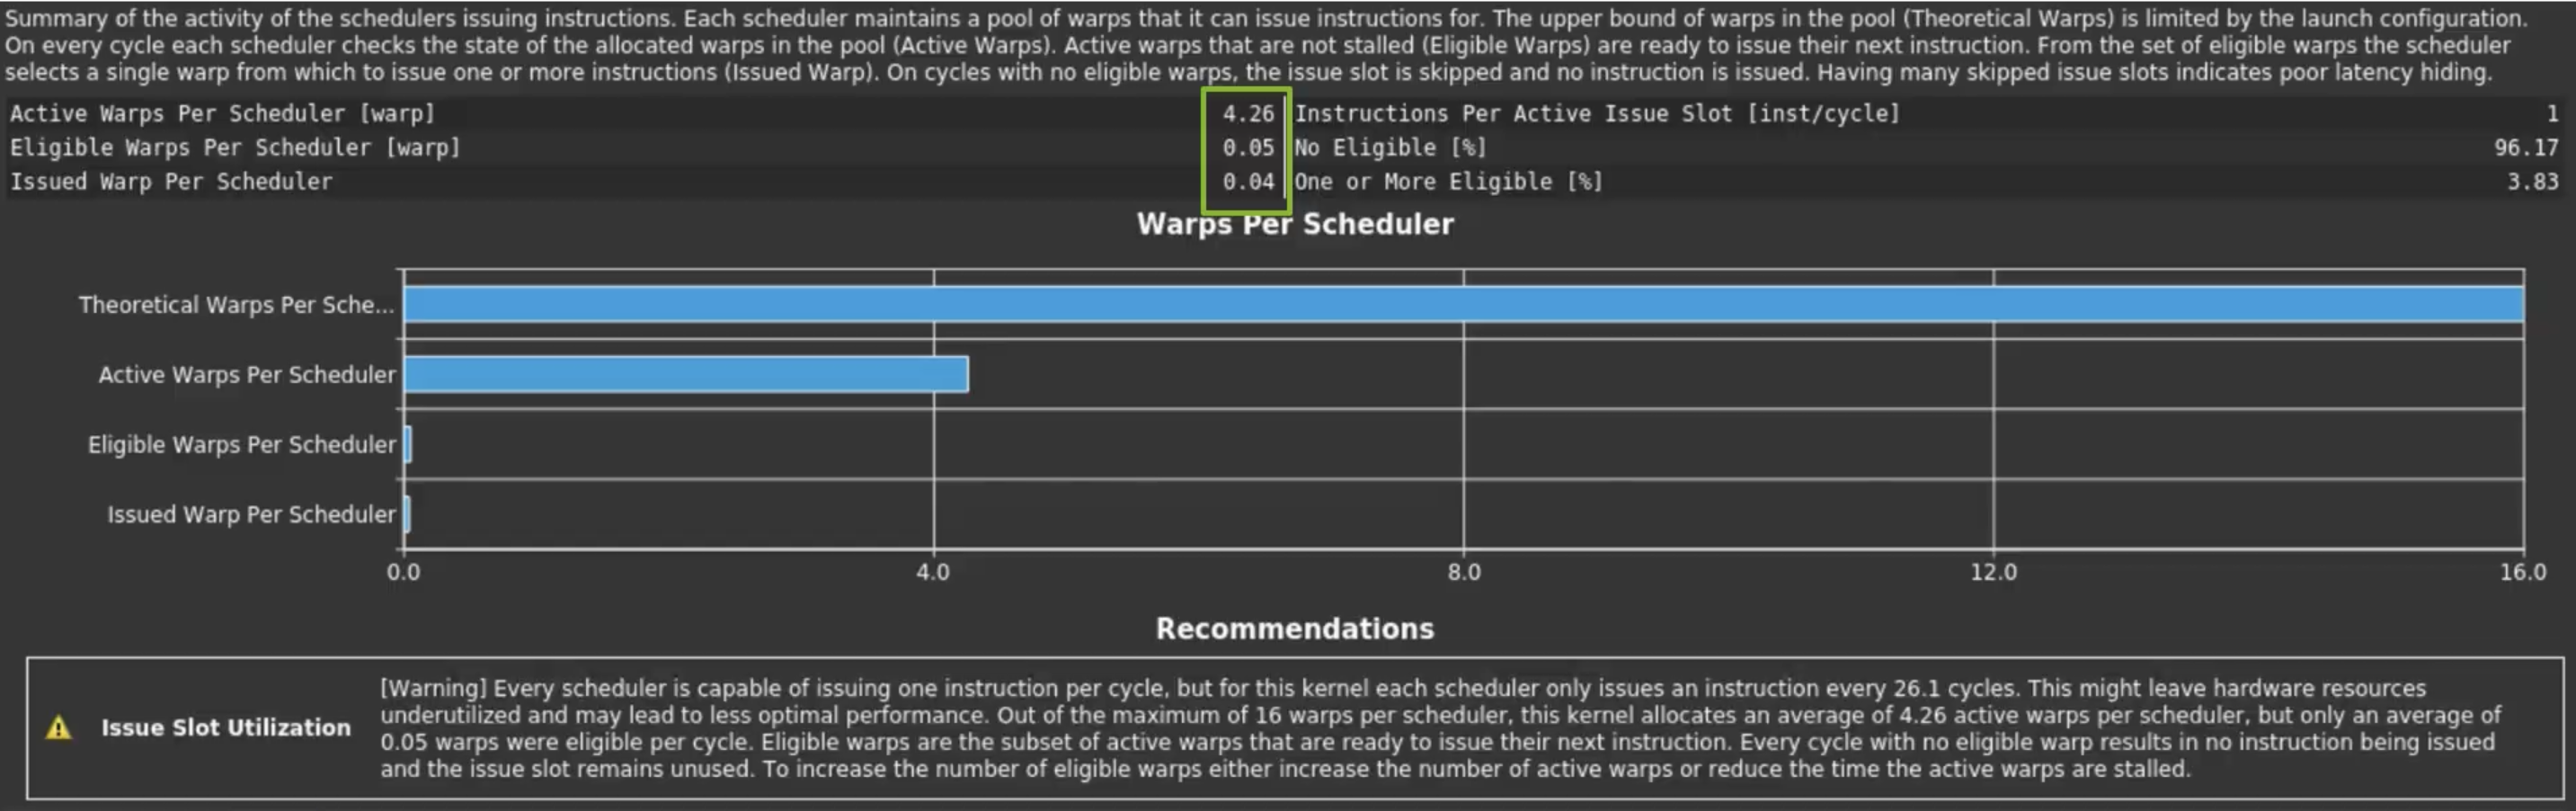 Summary of the activity of the schedulers issuing instructions. Each scheduler maintains a pool of warps that it can issue instructions for. The upper bound of warps in the pool (Theoretical Warps) is limited by the launch configuration.
On every cycle each scheduler checks the state of the allocated warps in the pool (Active Warps). Active warps that are not stalled (Eligible Warps) are ready to issue their next instruction. From the set of eligible warps the scheduler
selects a single warp from which to issue one or more instructions (Issued Warp). On cycles with no eligible warps, the issue slot is skipped and no instruction is issued. Having many skipped issue slots indicates poor latency hiding.
Active Warps Per Scheduler [warp] 4.26 Instructions Per Active Issue Slot [inst/cycle] 1
Eligible Warps Per Scheduler [warp] 0.05 No Eligible [%] 96.17
Issued Warp Per Scheduler 0.04 One or More Eligible [%] 3.83
Warps Per Scheduler
Theoretical Warps Per Sche...
Active Warps Per Scheduler
Eligible Warps Per Scheduler
Issued Warp Per Scheduler
0.0 4.0 8.0 12.0 16.0
Recommendations
Issue Slot Utilization
[Warning] Every scheduler is capable of issuing one instruction per cycle, but for this kernel each scheduler only issues an instruction every 26.1 cycles. This might leave hardware resources
underutilized and may lead to less optimal performance. Out of the maximum of 16 warps per scheduler, this kernel allocates an average of 4.26 active warps per scheduler, but only an average of
0.05 warps were eligible per cycle. Eligible warps are the subset of active warps that are ready to issue their next instruction. Every cycle with no eligible warp results in no instruction being issued
and the issue slot remains unused. To increase the number of eligible warps either increase the number of active warps or reduce the time the active warps are stalled.